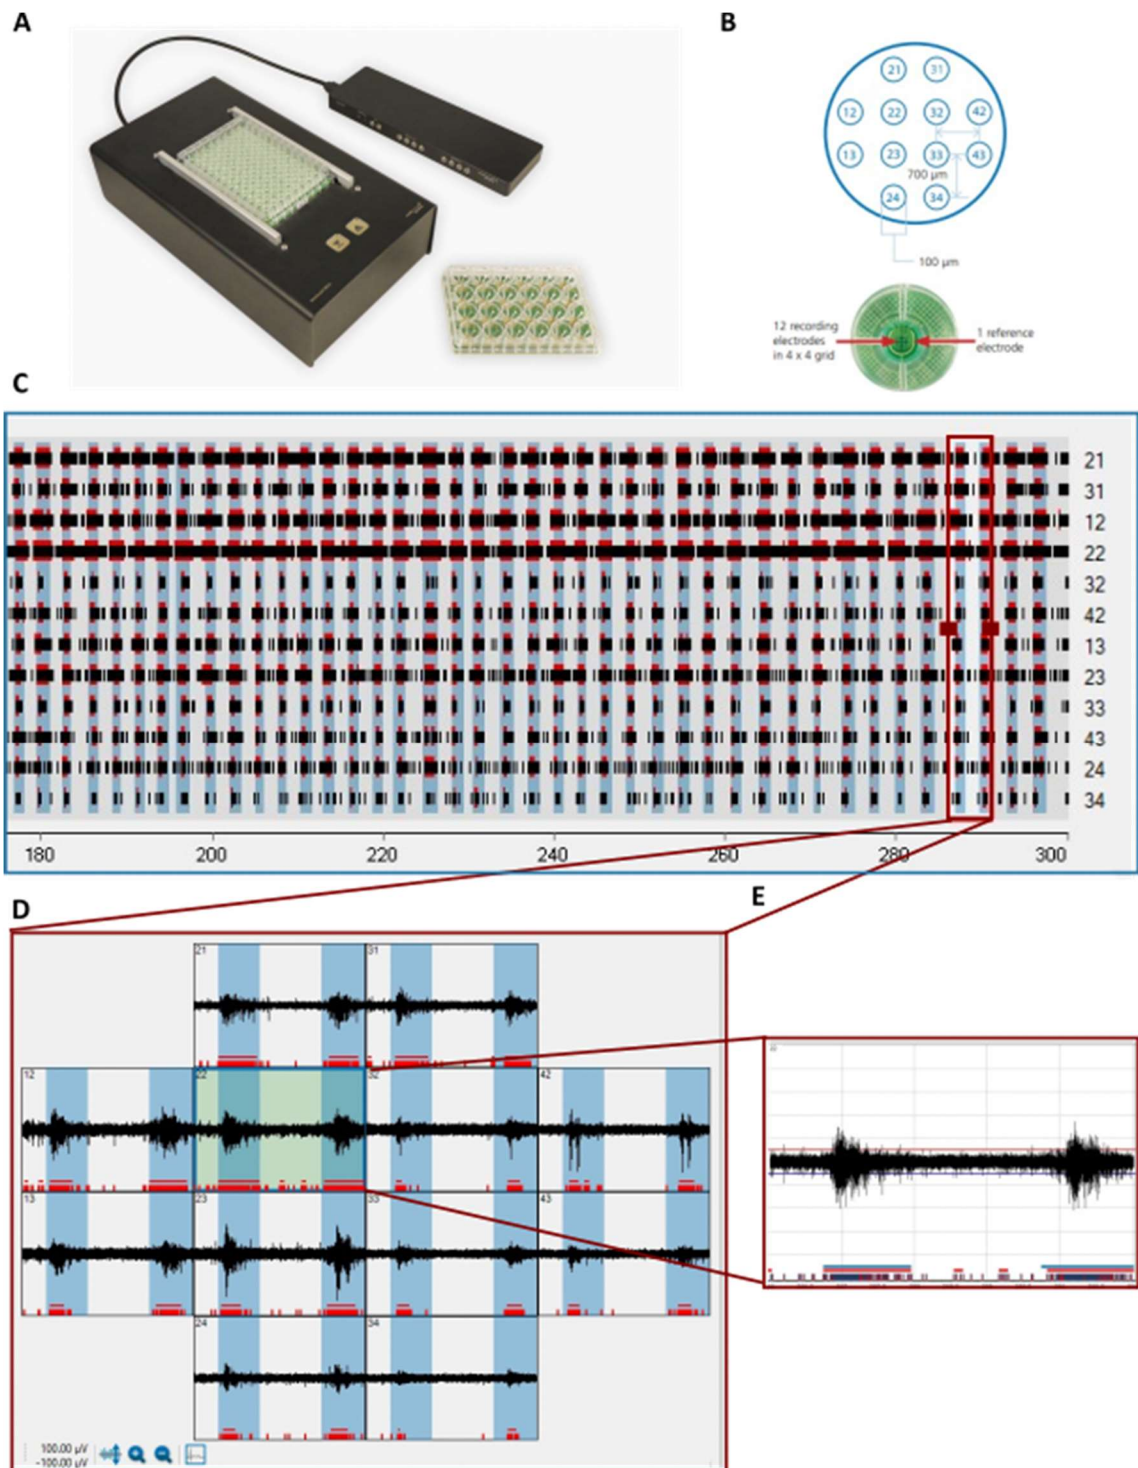 A
B
21 31
12 22 32 42
13 23 33 43
700 µm
24 34
100 µm
12 recording
electrodes
in 4 x 4 grid
1 reference
electrode
C
21
31
12
22
32
42
13
23
33
43
24
34
180 200 220 240 260 280 300
D
E
21 31
12 22 32 42
13 23 33 43
24 34
100.00 µV
-100.00 µV